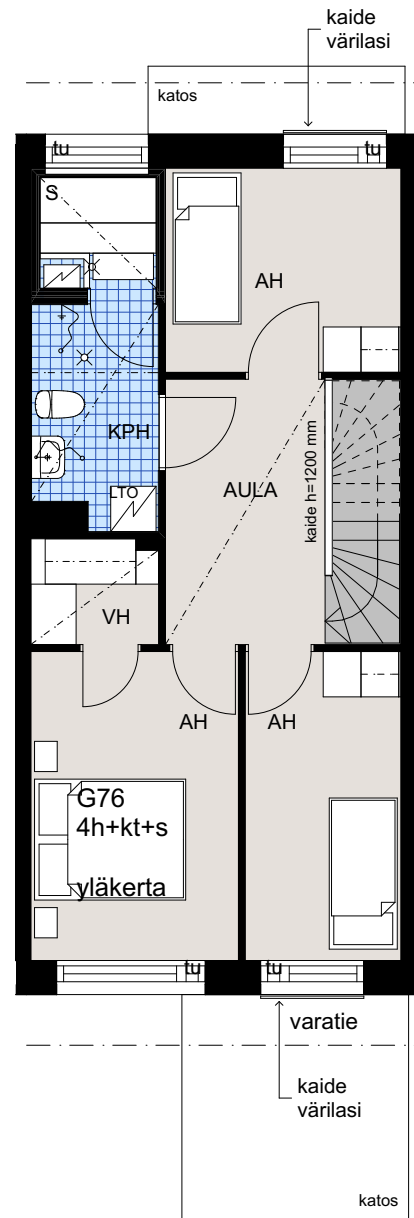 kaide
värilasi
katos
tu
tu
S
AH
KPH
LTO
AULA
kaide h=1200 mm
VH
AH
AH
G76
4h+kt+s
yläkerta
tu
tu
varatie
kaide
värilasi
katos